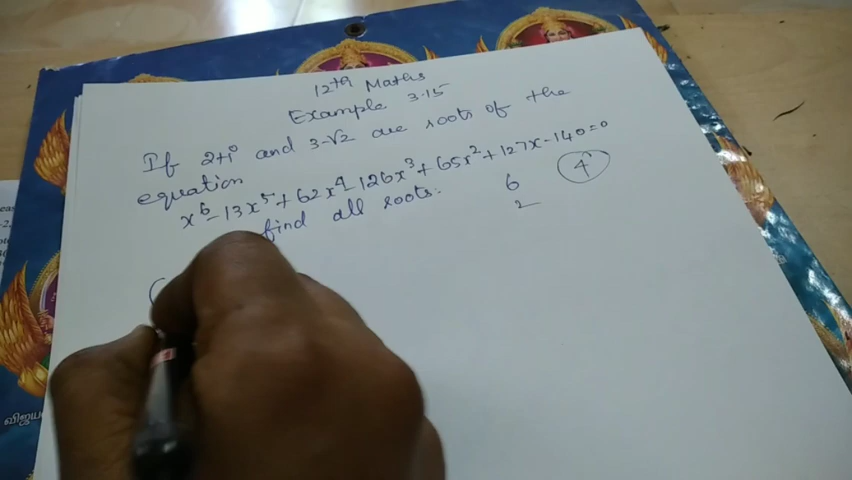 12th Maths
Example 3.15
If 2+i and 3-√2 are roots of the
equation
x⁶-13x⁵+62x⁴-126x³+65x²+127x-140=0
find all roots.
6
2
4
(
விஜய